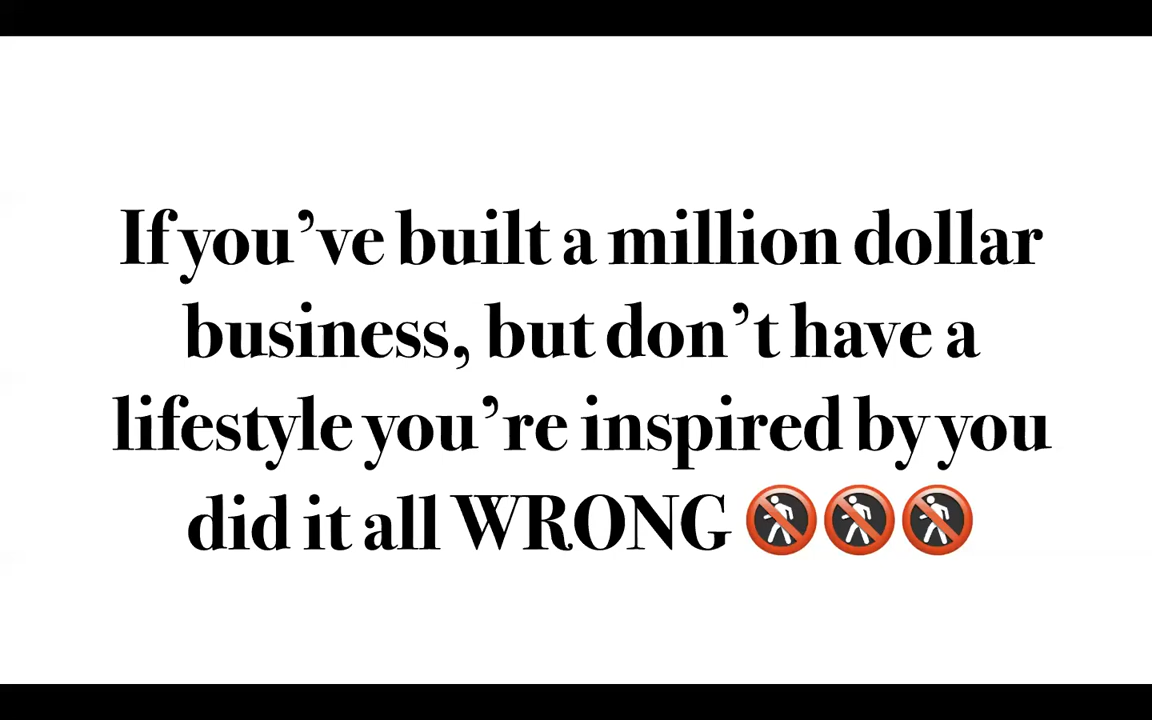 If you’ve built a million dollar
business, but don’t have a
lifestyle you’re inspired by you
did it all WRONG 🚷🚷🚷